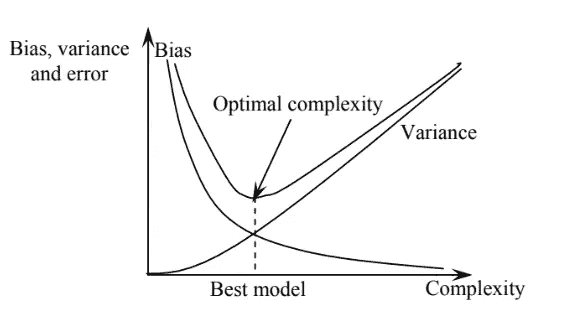 Bias, variance
and error
Bias
Optimal complexity
Variance
Best model
Complexity